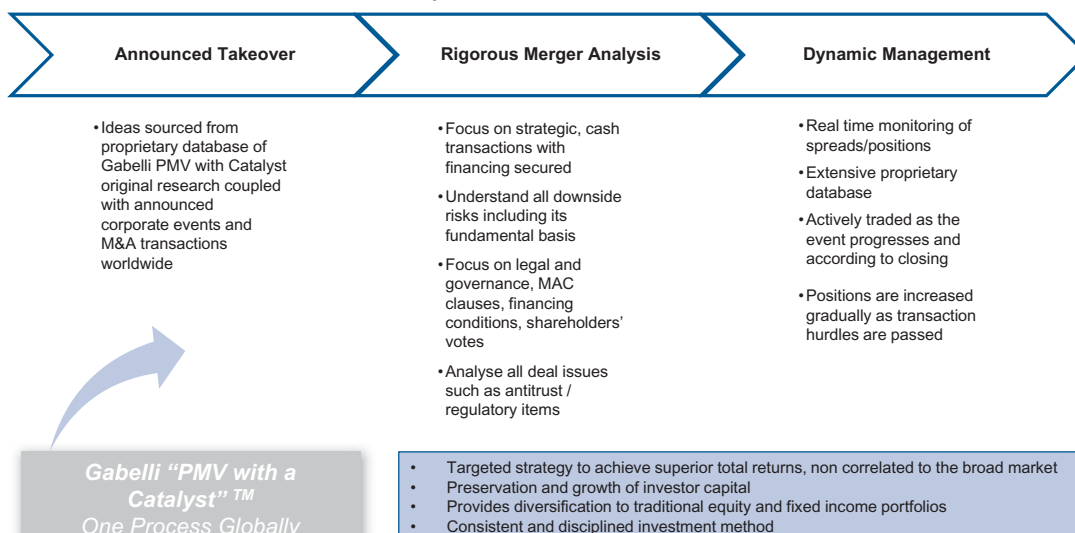 Announced Takeover
Rigorous Merger Analysis
Dynamic Management
•Ideas sourced from
proprietary database of
Gabelli PMV with Catalyst
original research coupled
with announced
corporate events and
M&A transactions
worldwide
•Focus on strategic, cash
transactions with
financing secured
•Understand all downside
risks including its
fundamental basis
•Focus on legal and
governance, MAC
clauses, financing
conditions, shareholders’
votes
•Analyse all deal issues
such as antitrust /
regulatory items
•Real time monitoring of
spreads/positions
•Extensive proprietary
database
•Actively traded as the
event progresses and
according to closing
•Positions are increased
gradually as transaction
hurdles are passed
Gabelli “PMV with a
Catalyst” TM
One Process Globally
• Targeted strategy to achieve superior total returns, non correlated to the broad market
• Preservation and growth of investor capital
• Provides diversification to traditional equity and fixed income portfolios
• Consistent and disciplined investment method